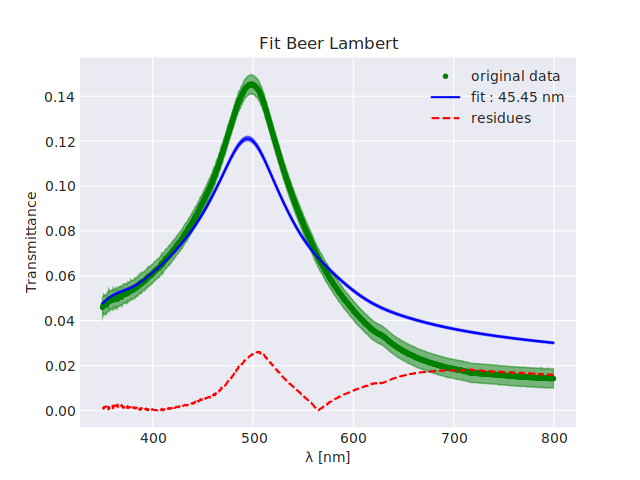 Fit Beer Lambert
original data
fit : 45.45 nm
residues
Transmittance
0.14
0.12
0.10
0.08
0.06
0.04
0.02
0.00
400 500 600 700 800
λ [nm]